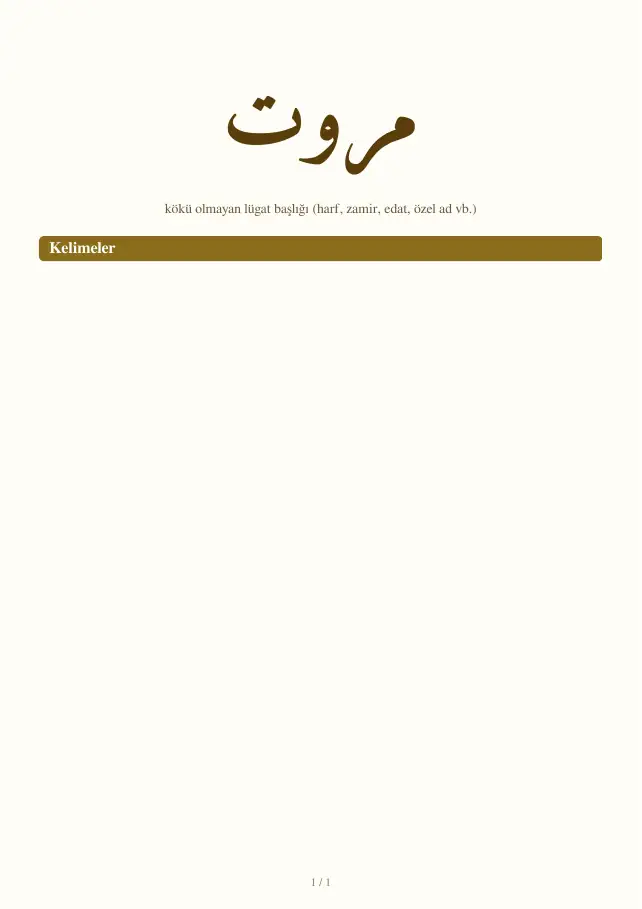 مروت
kökü olmayan lügat başlığı (harf, zamir, edat, özel ad vb.)
Kelimeler
1 / 1